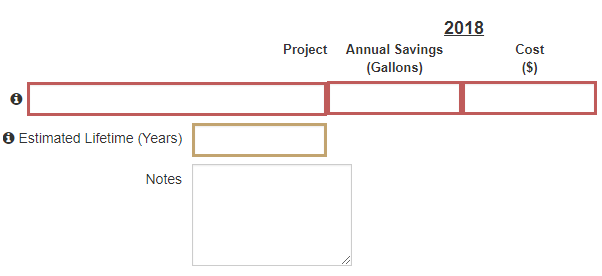 2018
Project Annual Savings Cost
(Gallons) ($)
Estimated Lifetime (Years)
Notes